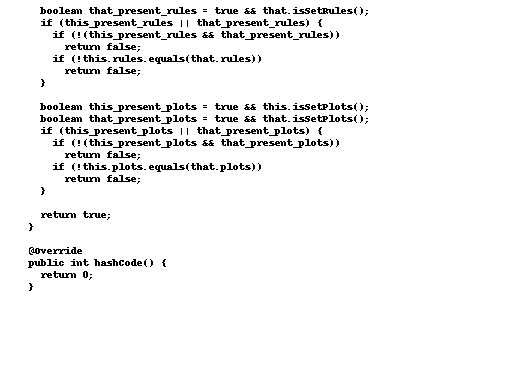 boolean that_present_rules = true && that.isSetRules();
if (this_present_rules || that_present_rules) {
if (!(this_present_rules && that_present_rules))
return false;
if (!this.rules.equals(that.rules))
return false;
}
boolean this_present_plots = true && this.isSetPlots();
boolean that_present_plots = true && that.isSetPlots();
if (this_present_plots || that_present_plots) {
if (!(this_present_plots && that_present_plots))
return false;
if (!this.plots.equals(that.plots))
return false;
}
return true;
}
@Override
public int hashCode() {
return 0;
}